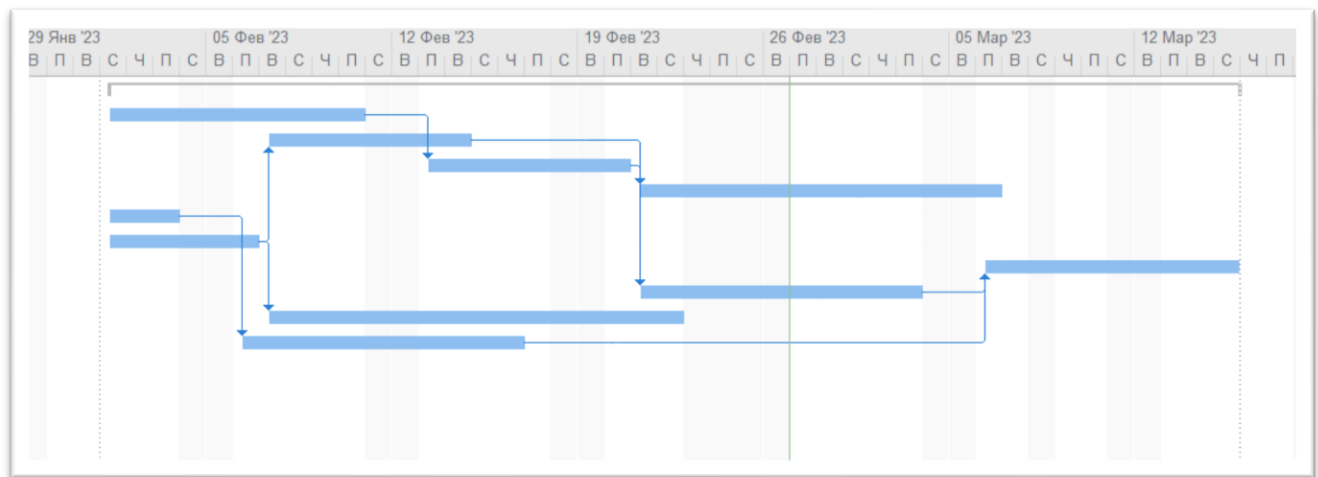 29 Янв '23 05 Фев '23 12 Фев '23 19 Фев '23 26 Фев '23 05 Мар '23 12 Мар '23
В П В С Ч П С В П В С Ч П С В П В С Ч П С В П В С Ч П С В П В С Ч П С В П В С Ч П С В П В С Ч П